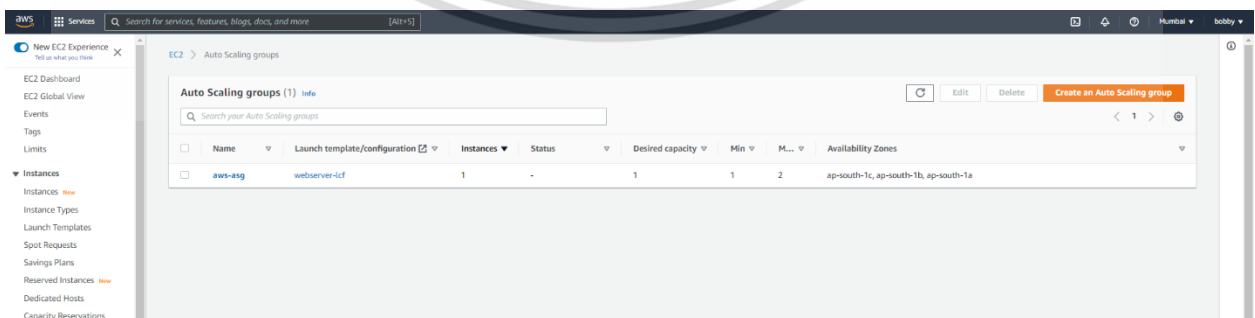 aws Services Search for services, features, blogs, docs, and more [Alt+S] Mumbai bobby
New EC2 Experience
Tell us what you think
EC2 Dashboard
EC2 Global View
Events
Tags
Limits
Instances
Instances New
Instance Types
Launch Templates
Spot Requests
Savings Plans
Reserved Instances New
Dedicated Hosts
Capacity Reservations
EC2 > Auto Scaling groups
Auto Scaling groups (1) Info Edit Delete Create an Auto Scaling group
Search your Auto Scaling groups < 1 >
Name Launch template/configuration Instances Status Desired capacity Min M... Availability Zones
aws-asg webserver-lcf 1 - 1 1 2 ap-south-1c, ap-south-1b, ap-south-1a